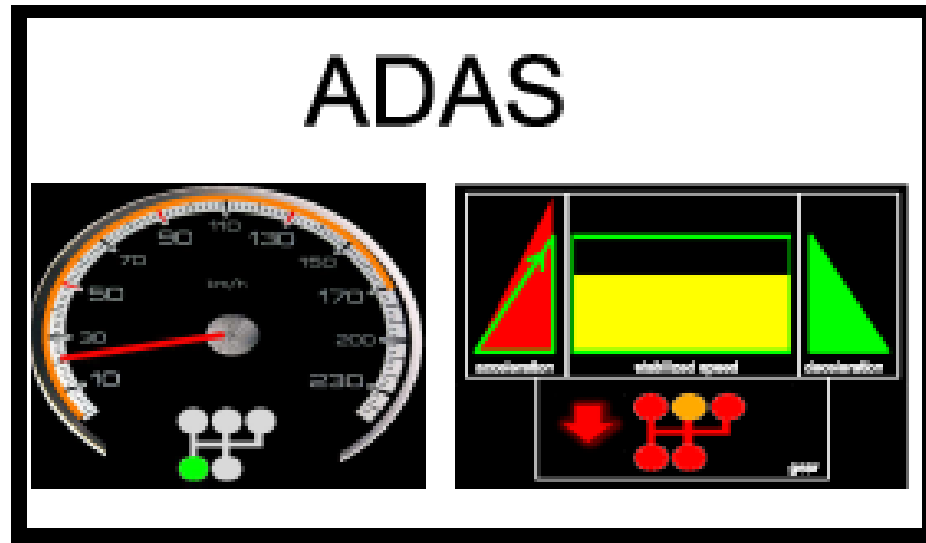 ADAS
90 110 130
70 150
km/h
50 170
30 200
10 230
acceleration stabilized speed deceleration
gear